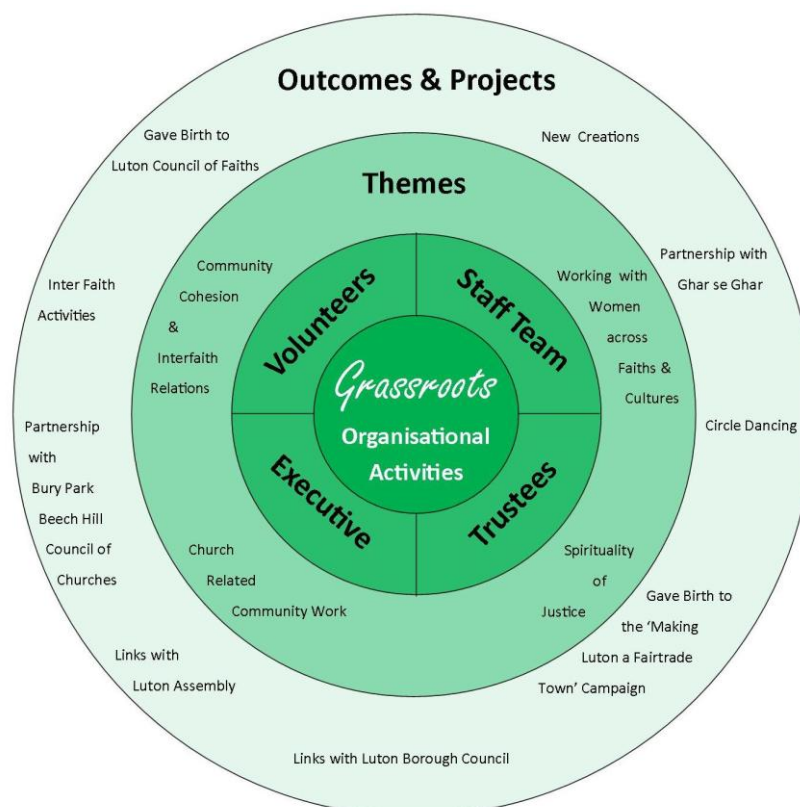 Outcomes & Projects
Gave Birth to
Luton Council of Faiths
New Creations
Inter Faith
Activities
Partnership with
Ghar se Ghar
Partnership
with
Bury Park
Beech Hill
Council of
Churches
Circle Dancing
Links with
Luton Assembly
Gave Birth to
the ‘Making
Luton a Fairtrade
Town’ Campaign
Links with Luton Borough Council
Themes
Community
Cohesion
&
Interfaith
Relations
Working with
Women
across
Faiths &
Cultures
Church
Related
Community Work
Spirituality
of
Justice
Volunteers
Staff Team
Executive
Trustees
Grassroots
Organisational
Activities